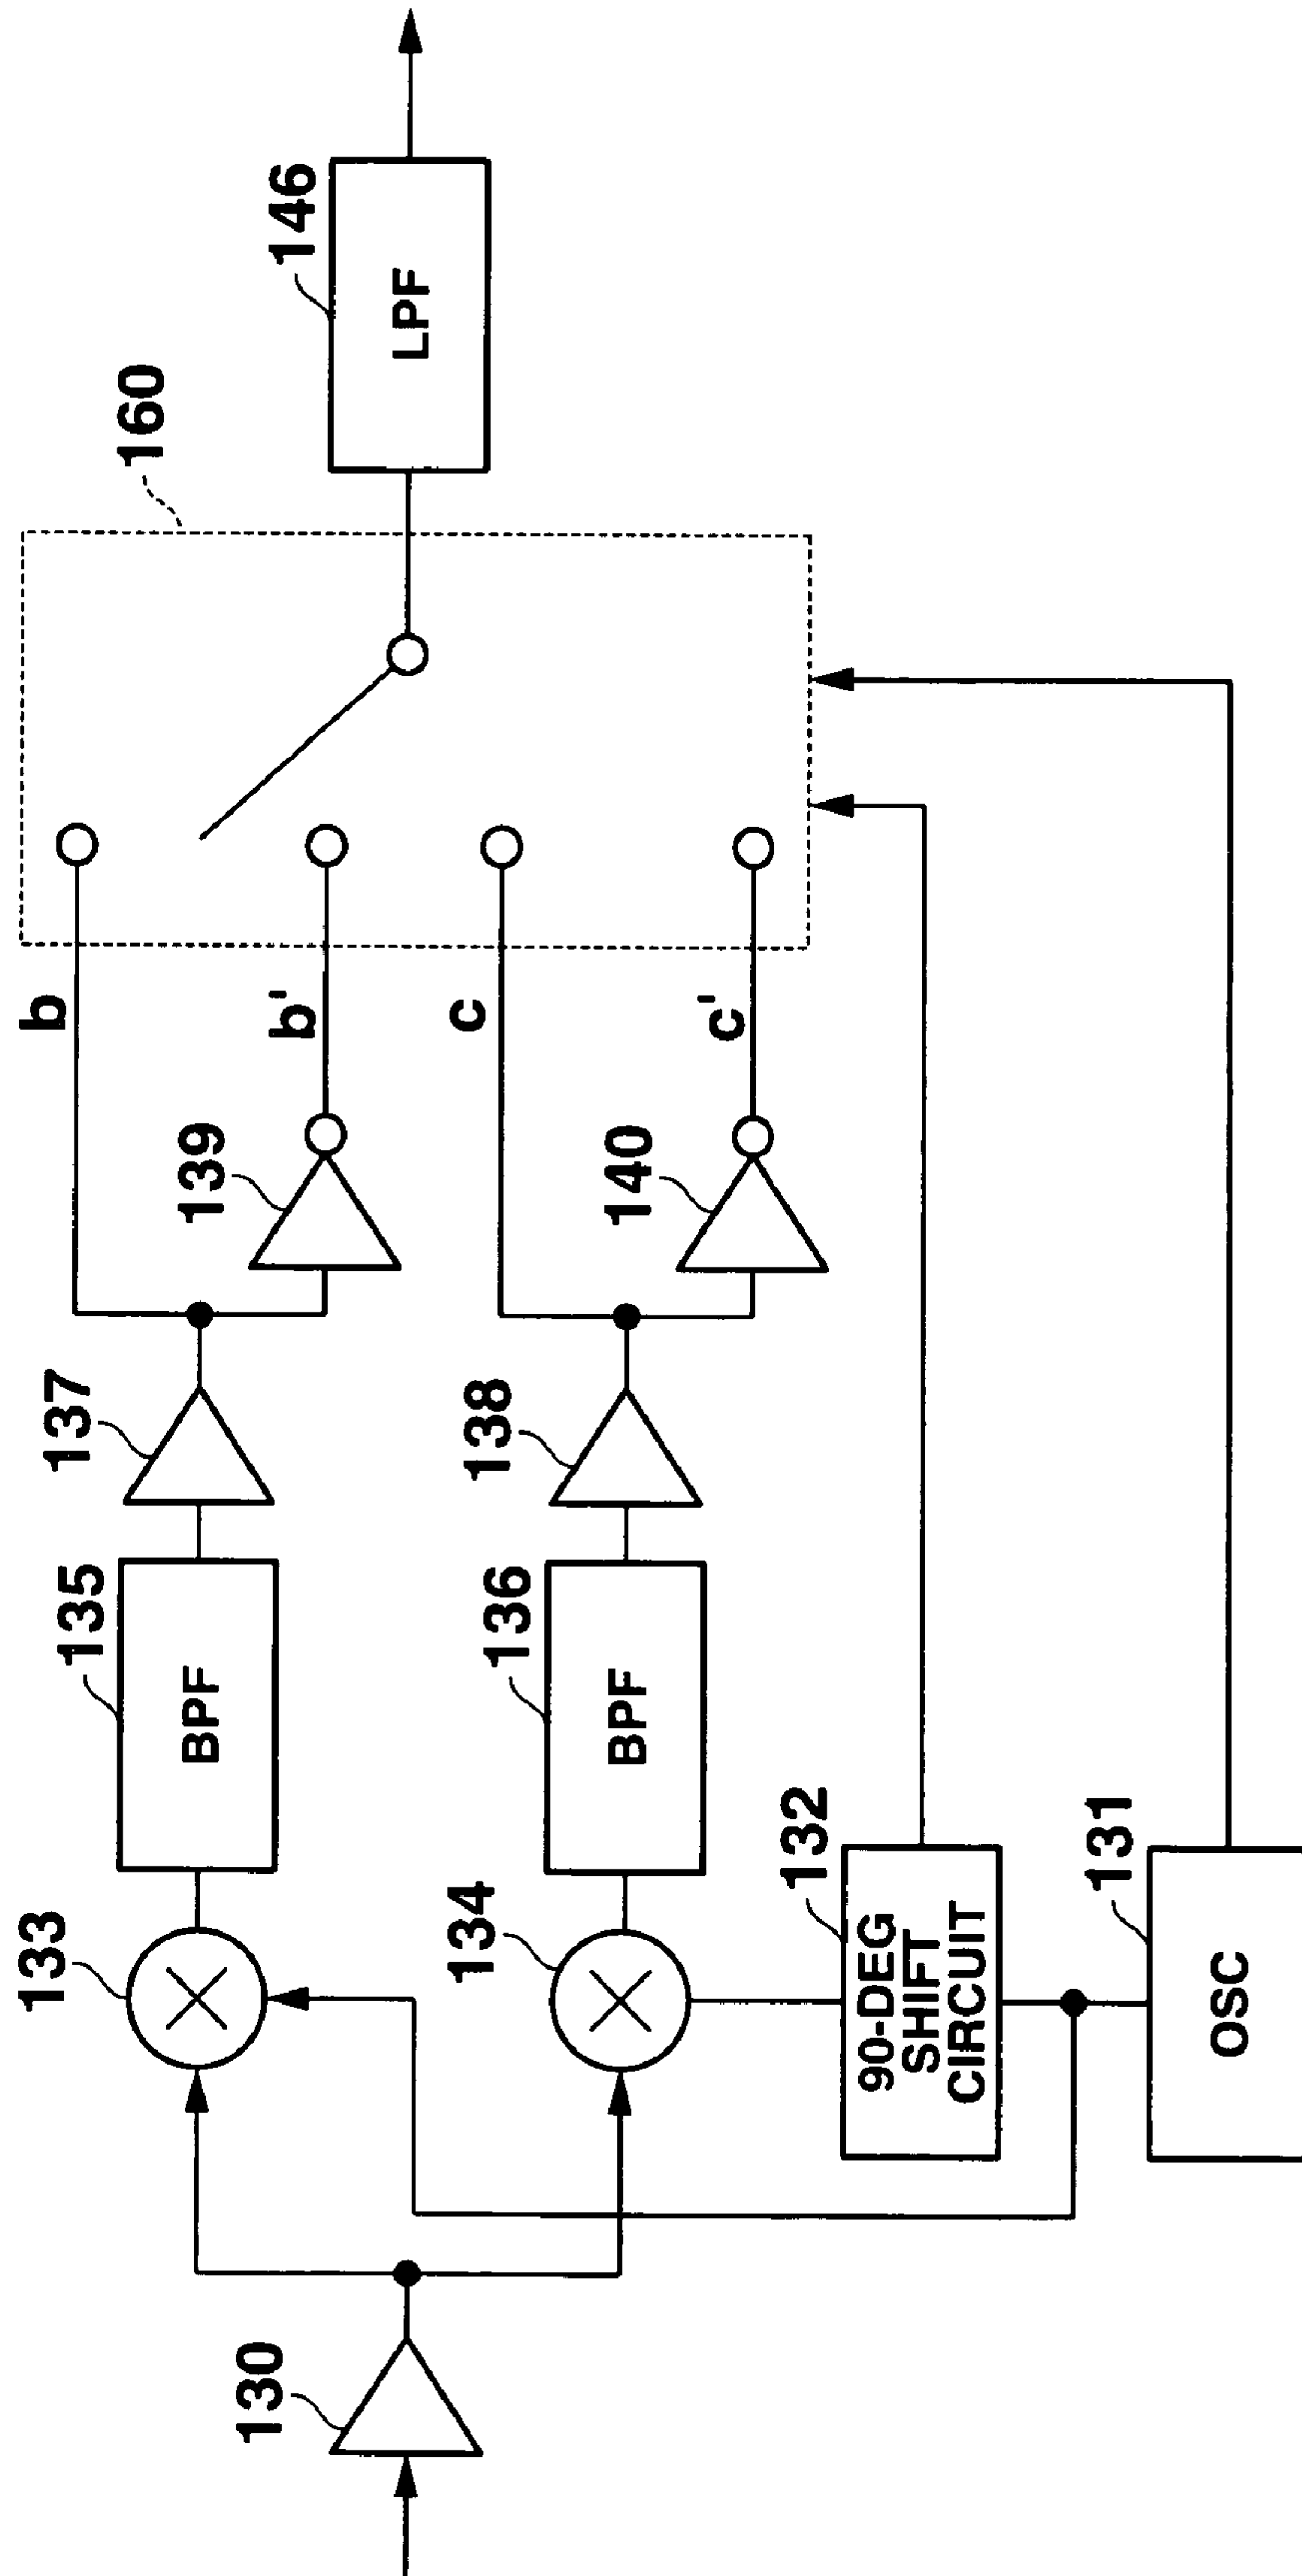 130
133
134
90-DEG
SHIFT
CIRCUIT
132
OSC
131
BPF
135
BPF
136
137
138
139
140
b
b'
c
c'
160
LPF
146